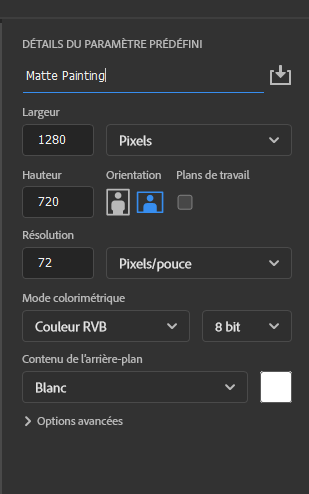 DÉTAILS DU PARAMÈTRE PRÉDÉFINI
Matte Painting
Largeur
1280 Pixels
Hauteur Orientation Plans de travail
720
Résolution
72 Pixels/pouce
Mode colorimétrique
Couleur RVB 8 bit
Contenu de l'arrière-plan
Blanc
Options avancées